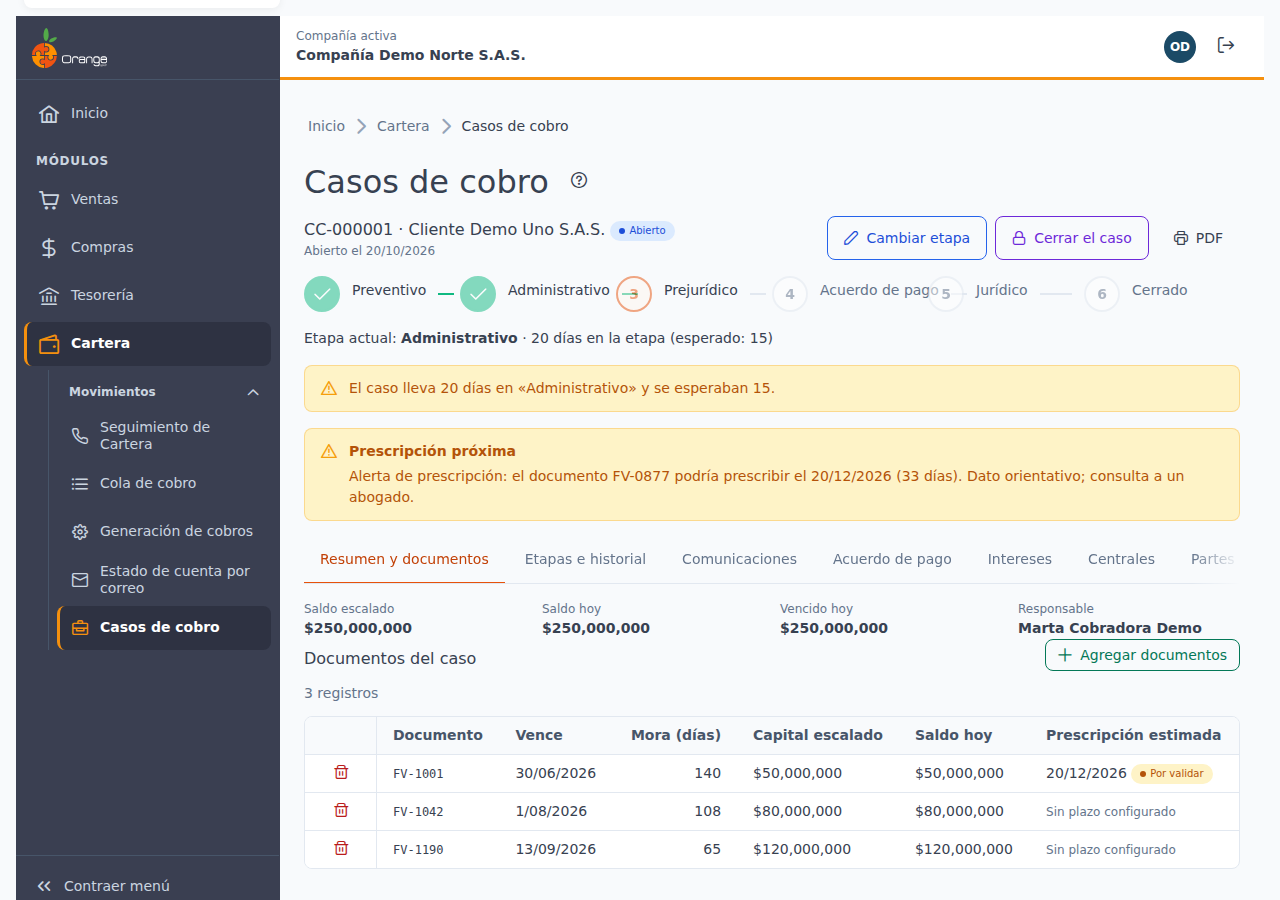 Orange
Compañía activa
Compañía Demo Norte S.A.S.
OD
Inicio
MÓDULOS
Ventas
Compras
Tesorería
Cartera
Movimientos
Seguimiento de
Cartera
Cola de cobro
Generación de cobros
Estado de cuenta por
correo
Casos de cobro
Contraer menú
Inicio > Cartera > Casos de cobro
Casos de cobro
CC-000001 · Cliente Demo Uno S.A.S. Abierto
Abierto el 20/10/2026
Cambiar etapa
Cerrar el caso
PDF
Preventivo Administrativo 3 Prejurídico 4 Acuerdo de pago 5 Jurídico 6 Cerrado
Etapa actual: Administrativo · 20 días en la etapa (esperado: 15)
El caso lleva 20 días en «Administrativo» y se esperaban 15.
Prescripción próxima
Alerta de prescripción: el documento FV-0877 podría prescribir el 20/12/2026 (33 días). Dato orientativo; consulta a un
abogado.
Resumen y documentos Etapas e historial Comunicaciones Acuerdo de pago Intereses Centrales Partes
Saldo escalado Saldo hoy Vencido hoy Responsable
$250,000,000 $250,000,000 $250,000,000 Marta Cobradora Demo
Documentos del caso
Agregar documentos
3 registros
Documento Vence Mora (días) Capital escalado Saldo hoy Prescripción estimada
FV-1001 30/06/2026 140 $50,000,000 $50,000,000 20/12/2026 Por validar
FV-1042 1/08/2026 108 $80,000,000 $80,000,000 Sin plazo configurado
FV-1190 13/09/2026 65 $120,000,000 $120,000,000 Sin plazo configurado